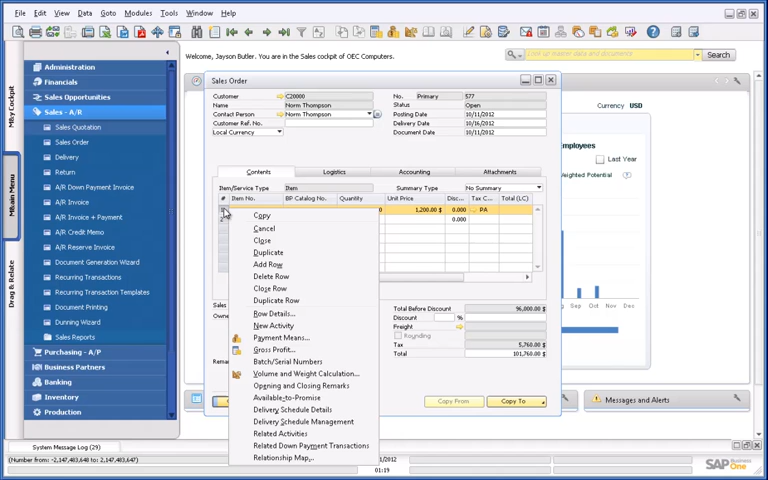 File Edit View Data Goto Modules Tools Window Help
Welcome, Jayson Butler. You are in the Sales cockpit of OEC Computers.
Search
My Cockpit
Main Menu
Drag & Relate
Administration
Financials
Sales Opportunities
Sales - A/R
Sales Quotation
Sales Order
Delivery
Return
A/R Down Payment Invoice
A/R Invoice
A/R Invoice + Payment
A/R Credit Memo
A/R Reserve Invoice
Document Generation Wizard
Recurring Transactions
Recurring Transaction Templates
Document Printing
Dunning Wizard
Sales Reports
Purchasing - A/P
Business Partners
Banking
Inventory
Production
Sales Order
Customer C20000 No. Primary 577
Name Norm Thompson Status Open
Contact Person Norm Thompson Posting Date 10/11/2012
Customer Ref. No. Delivery Date 10/16/2012
Local Currency Document Date 10/11/2012
Contents Logistics Accounting Attachments
Item/Service Type Item Summary Type No Summary
# Item No. BP Catalog No. Quantity Unit Price Disc... Tax C... Total (LC)
1 0 1,200.00 $ 0.000 PA
2 0.000
Copy
Cancel
Close
Duplicate
Add Row
Delete Row
Close Row
Duplicate Row
Row Details...
New Activity
Payment Means...
Gross Profit...
Batch/Serial Numbers
Volume and Weight Calculation...
Opening and Closing Remarks
Available-to-Promise
Delivery Schedule Details
Delivery Schedule Management
Related Activities
Related Down Payment Transactions
Relationship Map...
Sales
Owne
Remar
Total Before Discount 96,000.00 $
Discount %
Freight
Rounding
Tax 5,760.00 $
Total 101,760.00 $
Copy From Copy To
Currency USD
mployees
Last Year
Weighted Potential
Messages and Alerts
System Message Log (29)
(Number from: -2,147,483,648 to: 2,147,483,647)
/2012
01:19
SAP Business One